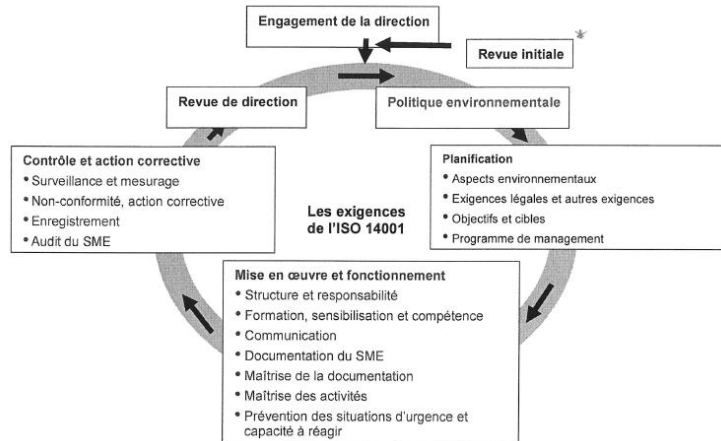 Engagement de la direction
Revue initiale *
Revue de direction
Politique environnementale
Contrôle et action corrective
• Surveillance et mesurage
• Non-conformité, action corrective
• Enregistrement
• Audit du SME
Planification
• Aspects environnementaux
• Exigences légales et autres exigences
• Objectifs et cibles
• Programme de management
Les exigences
de l'ISO 14001
Mise en œuvre et fonctionnement
• Structure et responsabilité
• Formation, sensibilisation et compétence
• Communication
• Documentation du SME
• Maîtrise de la documentation
• Maîtrise des activités
• Prévention des situations d'urgence et
capacité à réagir